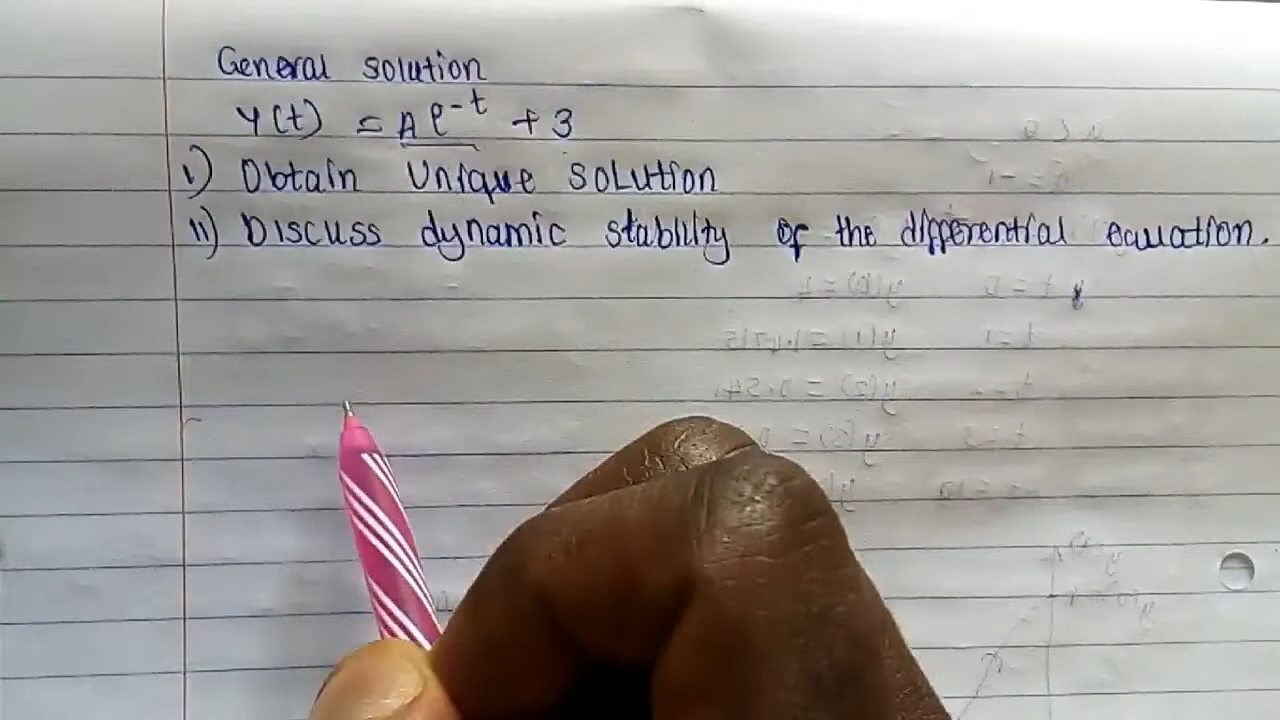 General solution
Y(t) = Ae^-t + 3
i) Obtain Unique solution
ii) Discuss dynamic stability of the differential equation.